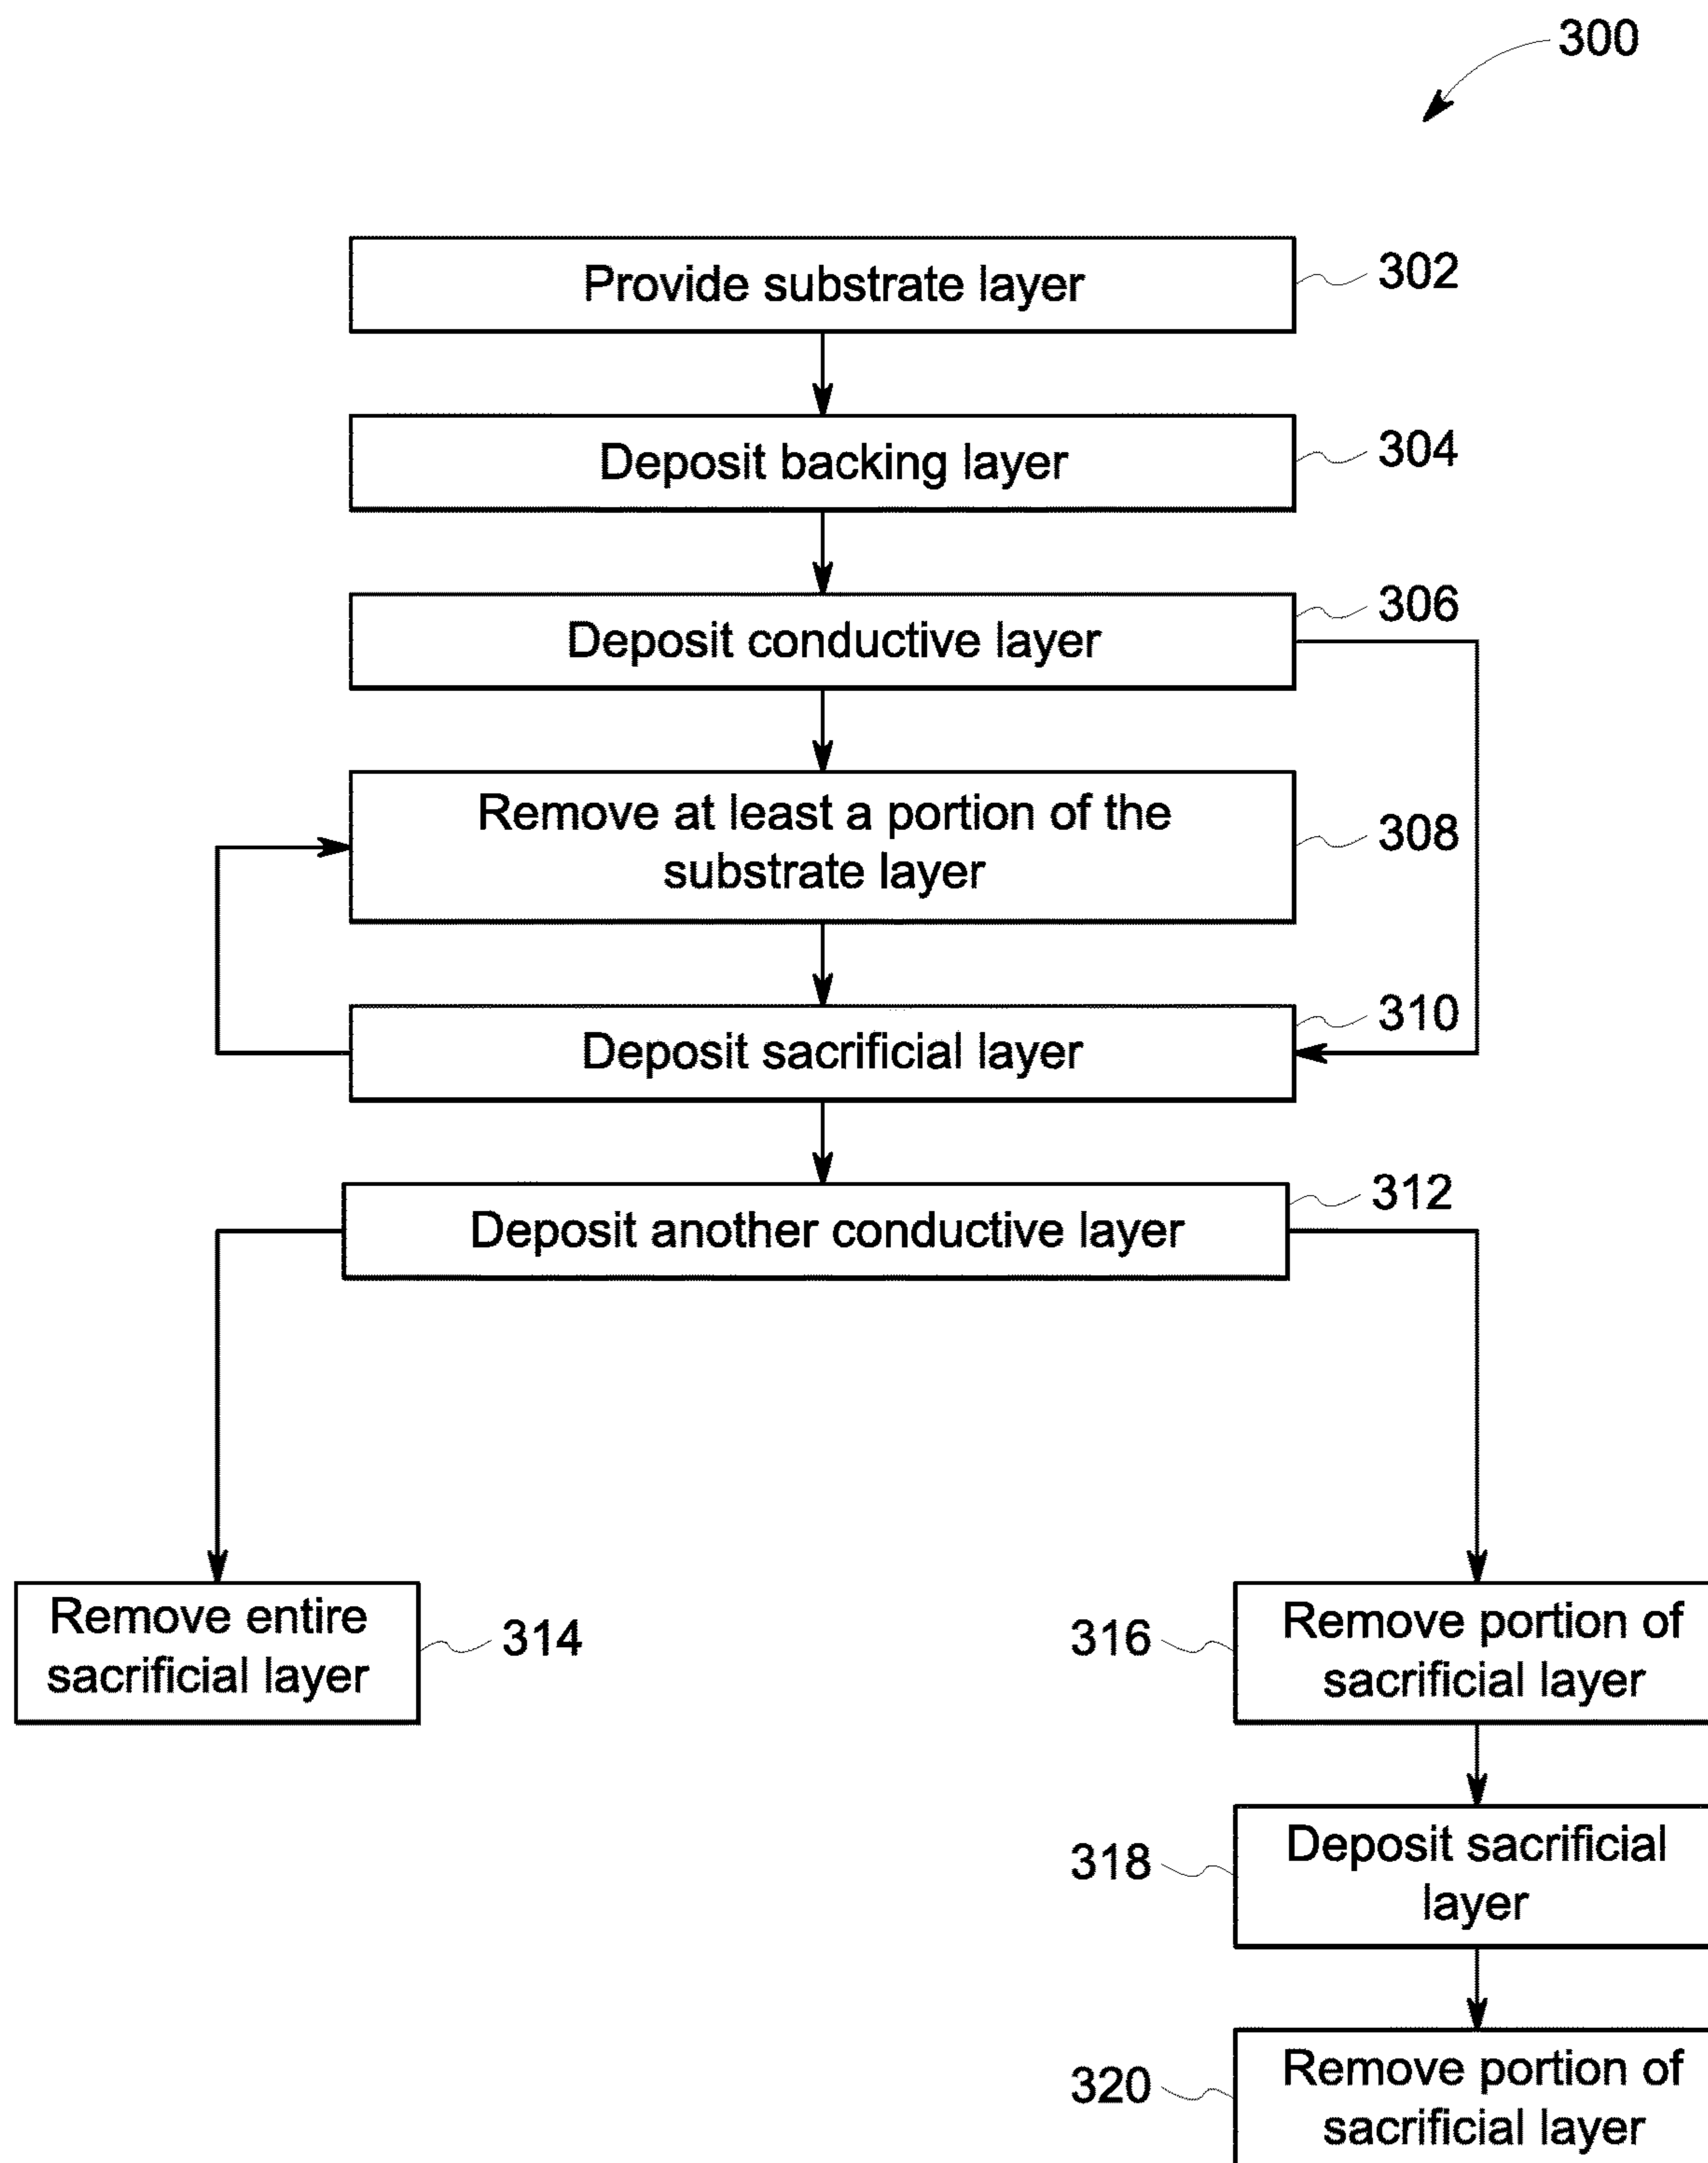 300
Provide substrate layer
302
Deposit backing layer
304
Deposit conductive layer
306
Remove at least a portion of the
substrate layer
308
Deposit sacrificial layer
310
Deposit another conductive layer
312
Remove entire
sacrificial layer
314
316
Remove portion of
sacrificial layer
318
Deposit sacrificial
layer
320
Remove portion of
sacrificial layer